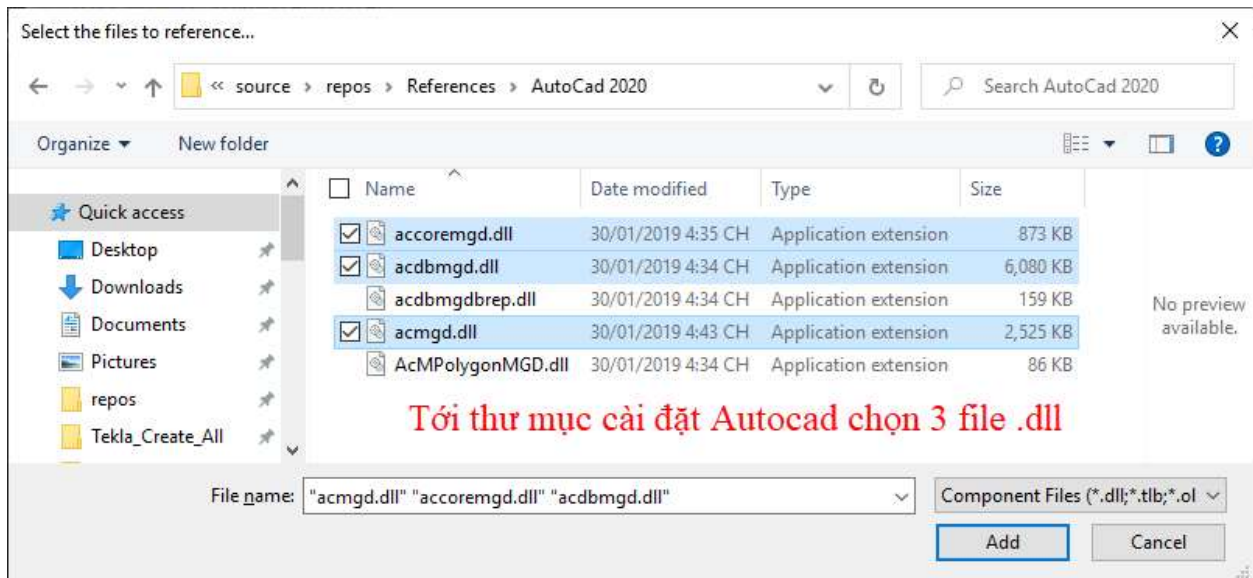 Select the files to reference...
« source › repos › References › AutoCad 2020
Search AutoCad 2020
Organize
New folder
Name Date modified Type Size
Quick access
Desktop
Downloads
Documents
Pictures
repos
Tekla_Create_All
accoremgd.dll 30/01/2019 4:35 CH Application extension 873 KB
acdbmgd.dll 30/01/2019 4:34 CH Application extension 6,080 KB
acdbmgdbrep.dll 30/01/2019 4:34 CH Application extension 159 KB
acmgd.dll 30/01/2019 4:43 CH Application extension 2,525 KB
AcMPolygonMGD.dll 30/01/2019 4:34 CH Application extension 86 KB
No preview
available.
Tới thư mục cài đặt Autocad chọn 3 file .dll
File name: "acmgd.dll" "accoremgd.dll" "acdbmgd.dll"
Component Files (*.dll;*.tlb;*.ol
Add Cancel